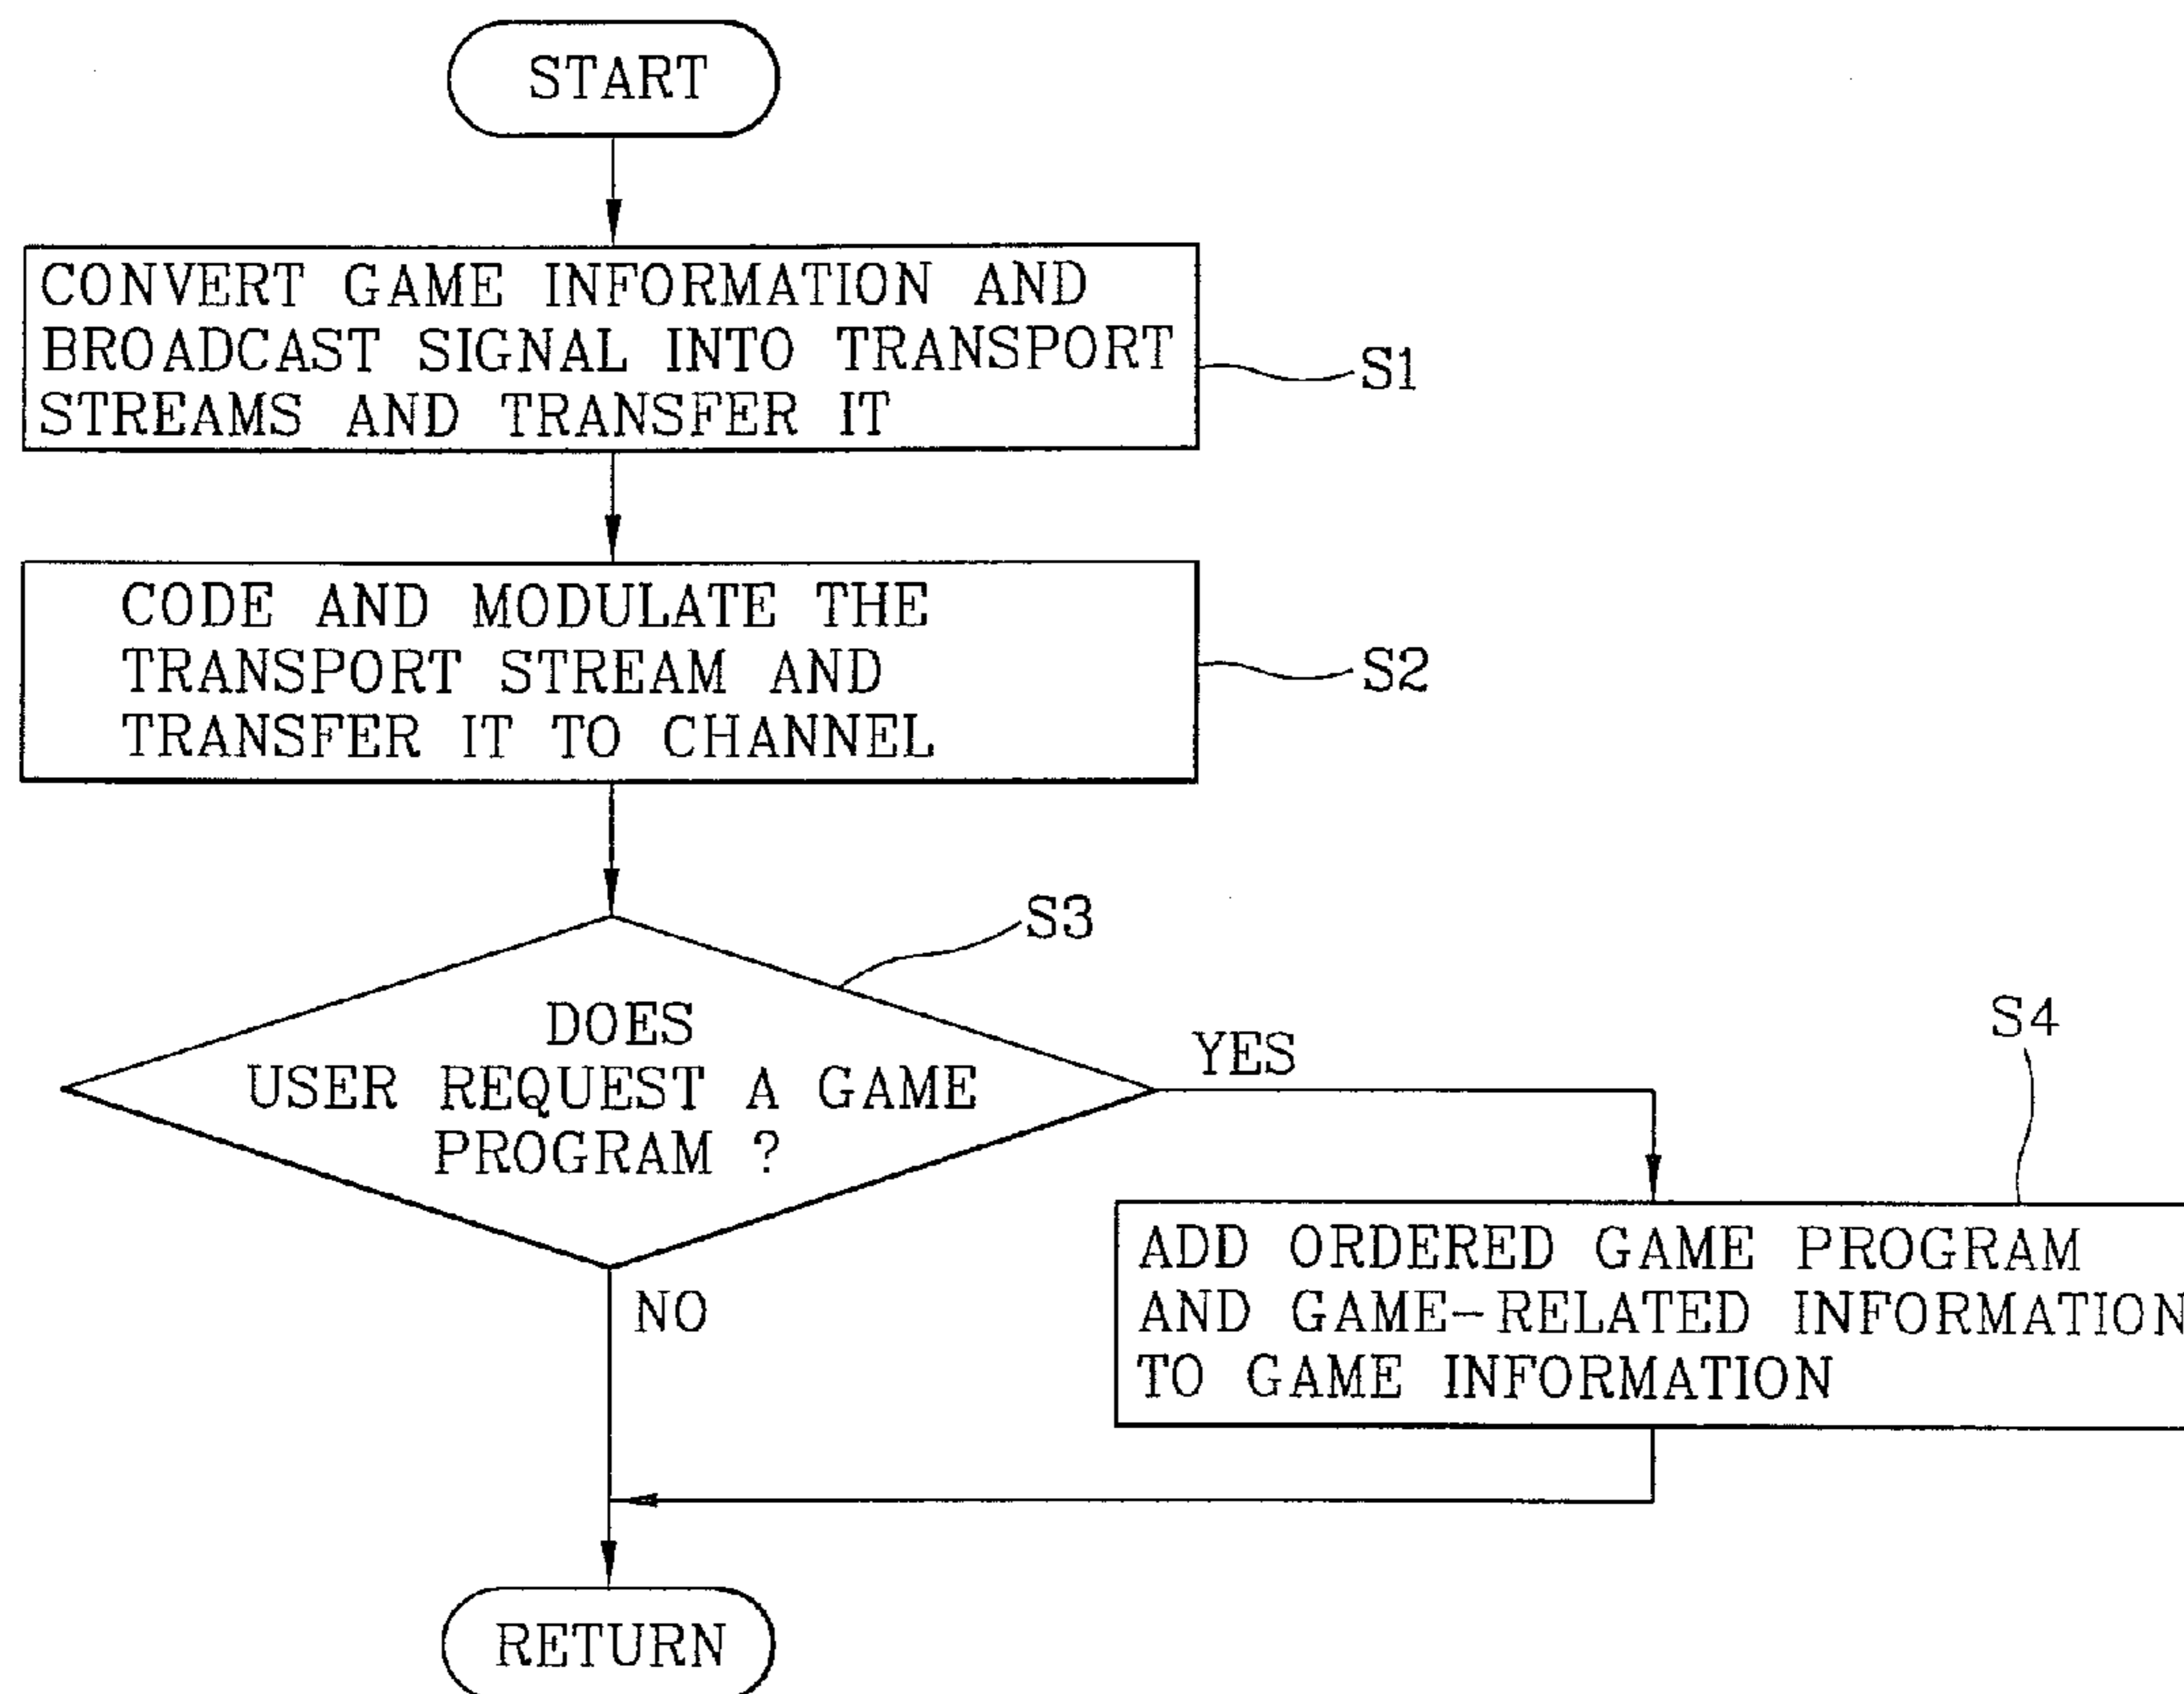 START
CONVERT GAME INFORMATION AND
BROADCAST SIGNAL INTO TRANSPORT
STREAMS AND TRANSFER IT
S1
CODE AND MODULATE THE
TRANSPORT STREAM AND
TRANSFER IT TO CHANNEL
S2
S3
DOES
USER REQUEST A GAME
PROGRAM ?
YES
NO
S4
ADD ORDERED GAME PROGRAM
AND GAME-RELATED INFORMATION
TO GAME INFORMATION
RETURN